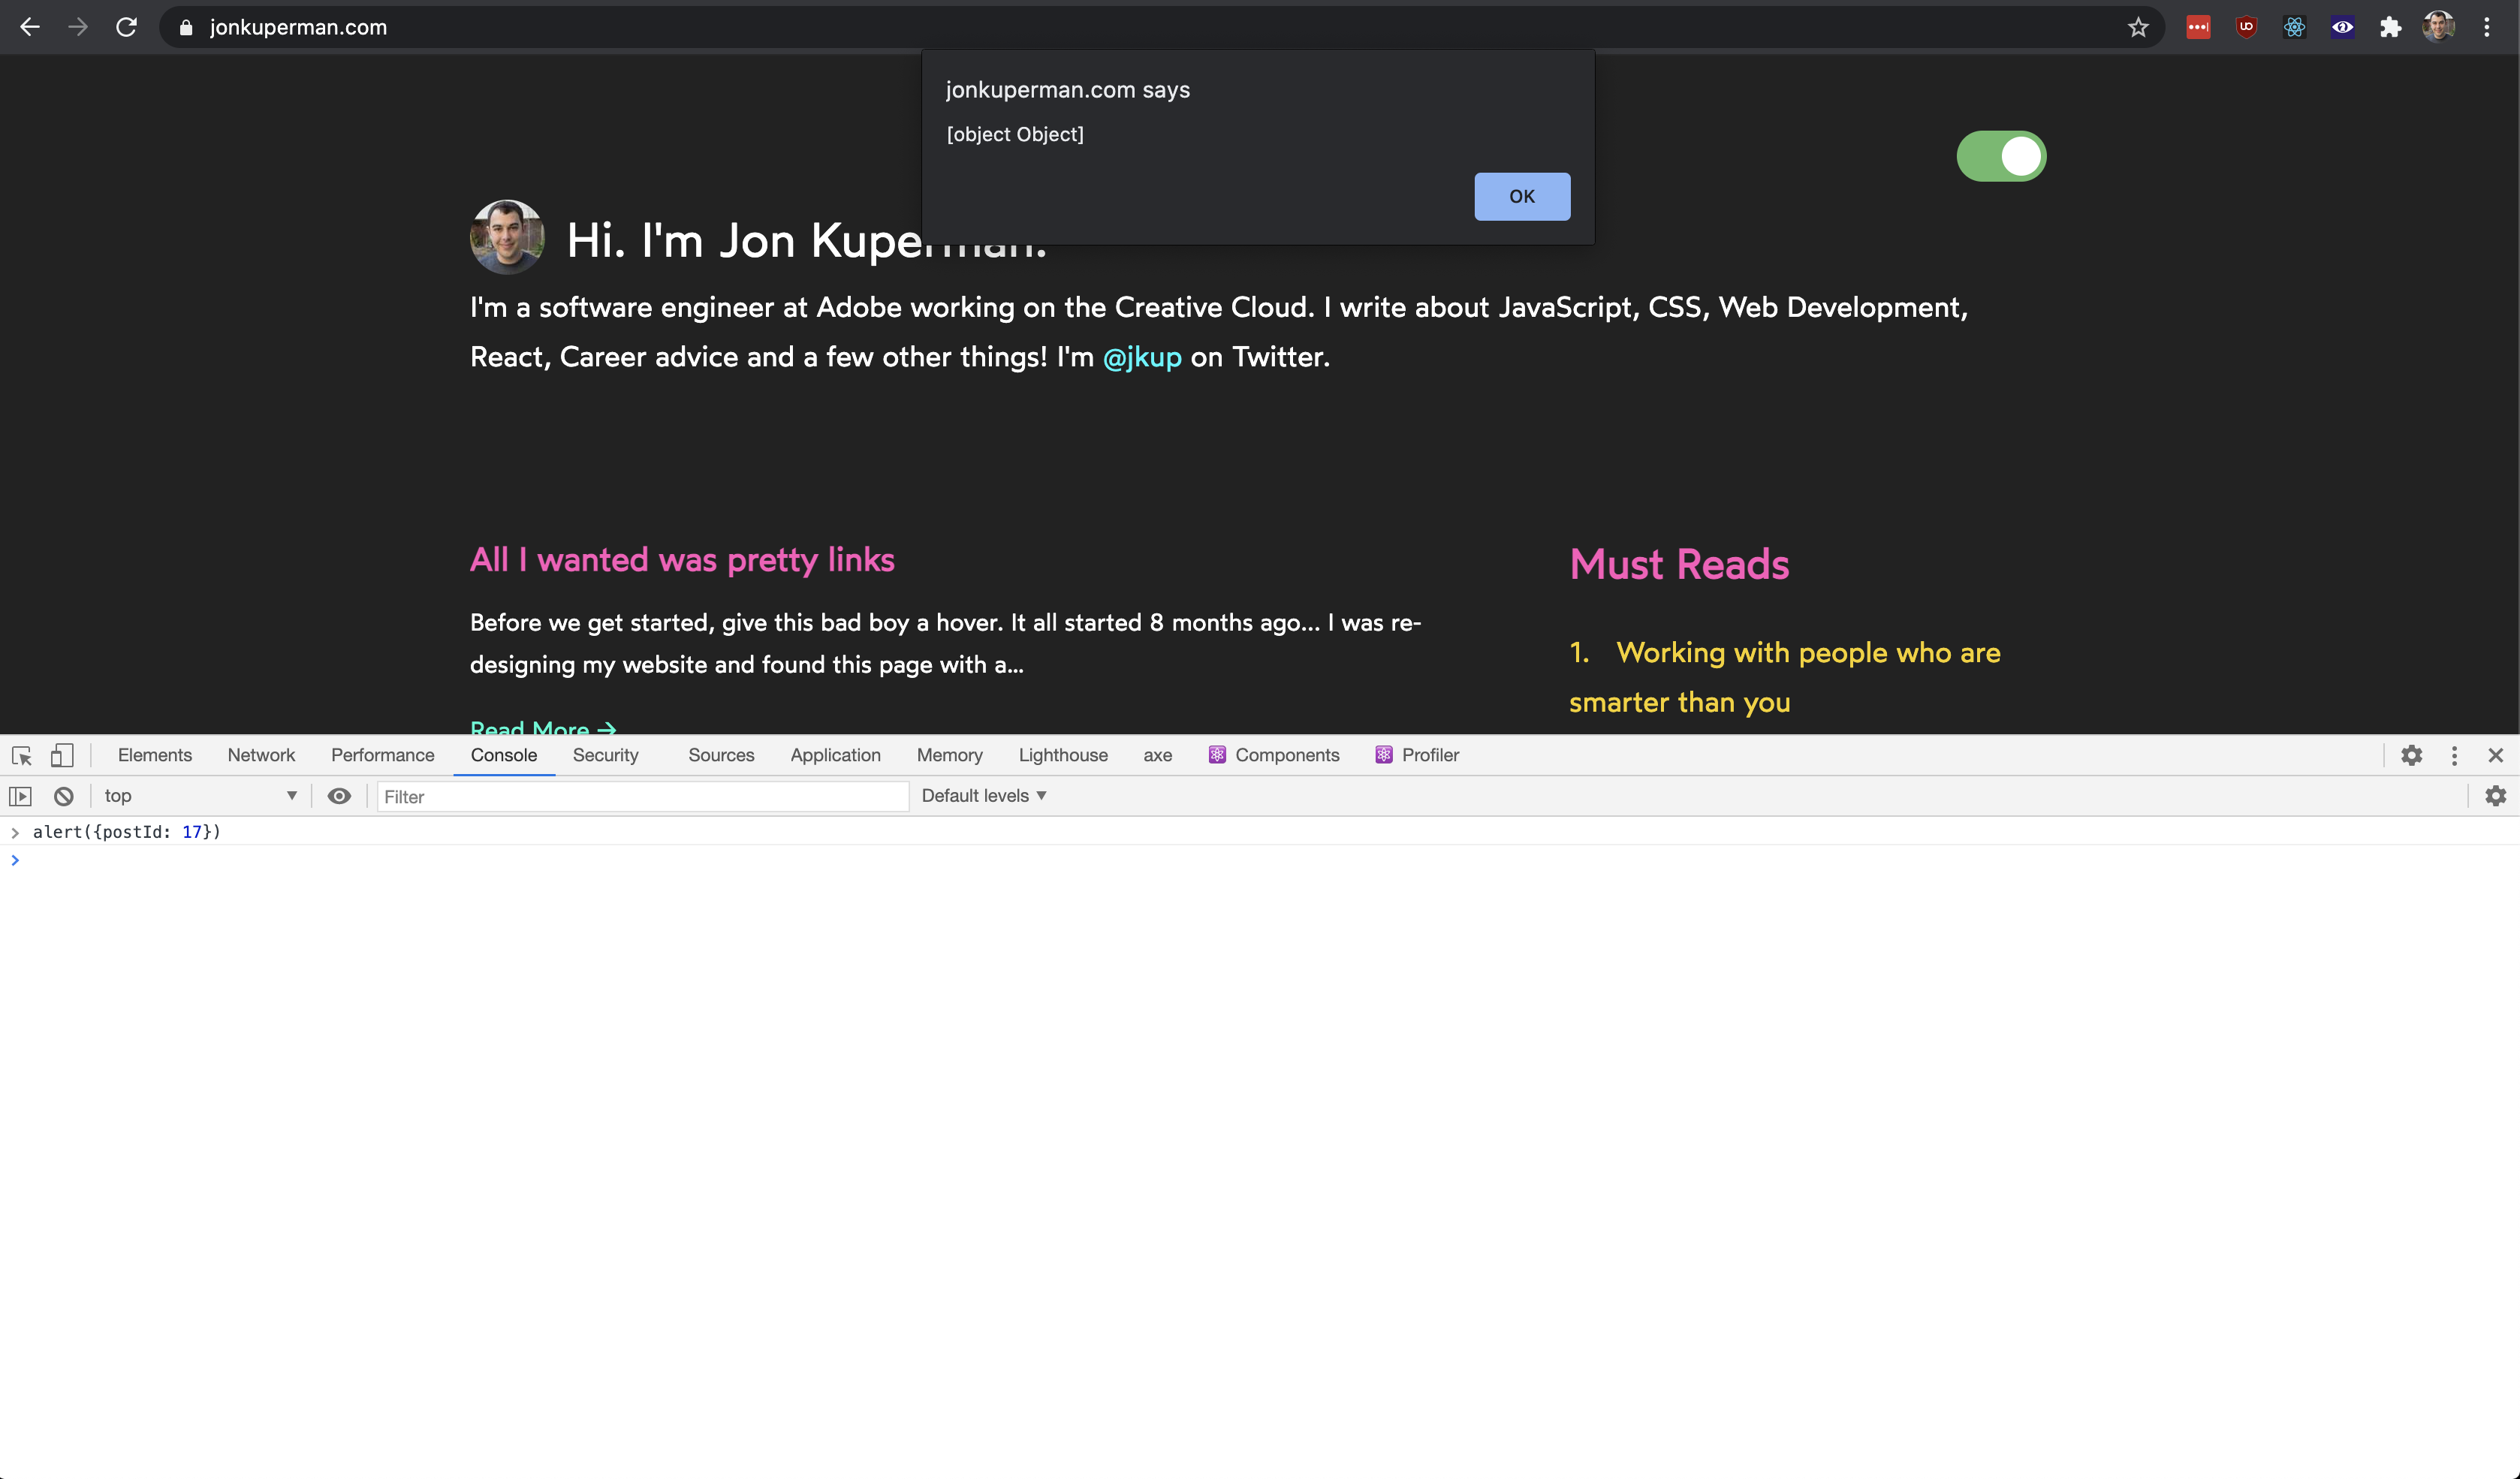 jonkuperman.com
jonkuperman.com says
[object Object]
OK
Hi. I'm Jon Kuperman.
I'm a software engineer at Adobe working on the Creative Cloud. I write about JavaScript, CSS, Web Development,
React, Career advice and a few other things! I'm @jkup on Twitter.
All I wanted was pretty links
Before we get started, give this bad boy a hover. It all started 8 months ago... I was re-
designing my website and found this page with a...
Read More →
Must Reads
1. Working with people who are
smarter than you
Elements Network Performance Console Security Sources Application Memory Lighthouse axe Components Profiler
top Filter Default levels
> alert({postId: 17})
>